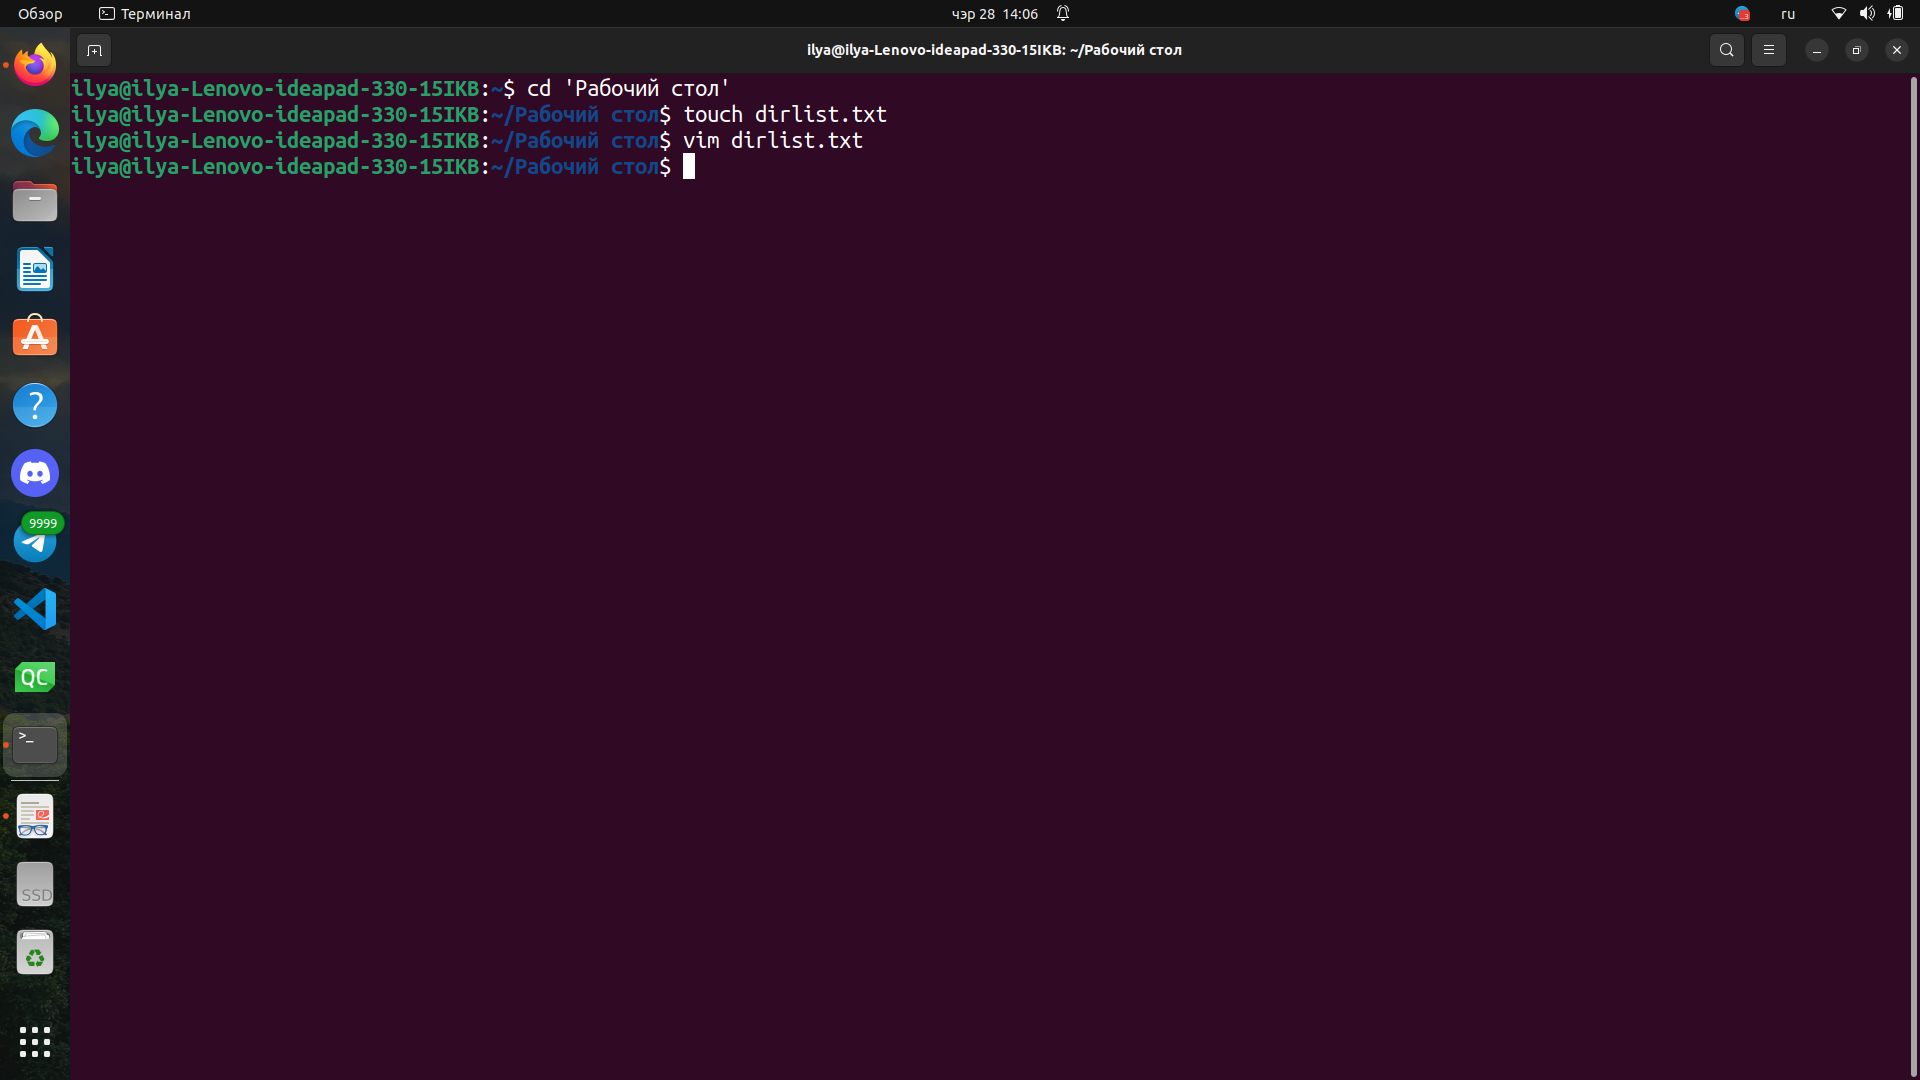 Обзор
Терминал
чэр 28 14:06
ru
ilya@ilya-Lenovo-ideapad-330-15IKB: ~/Рабочий стол
ilya@ilya-Lenovo-ideapad-330-15IKB:~$ cd 'Рабочий стол'
ilya@ilya-Lenovo-ideapad-330-15IKB:~/Рабочий стол$ touch dirlist.txt
ilya@ilya-Lenovo-ideapad-330-15IKB:~/Рабочий стол$ vim dirlist.txt
ilya@ilya-Lenovo-ideapad-330-15IKB:~/Рабочий стол$
9999
QC
>_
SSD